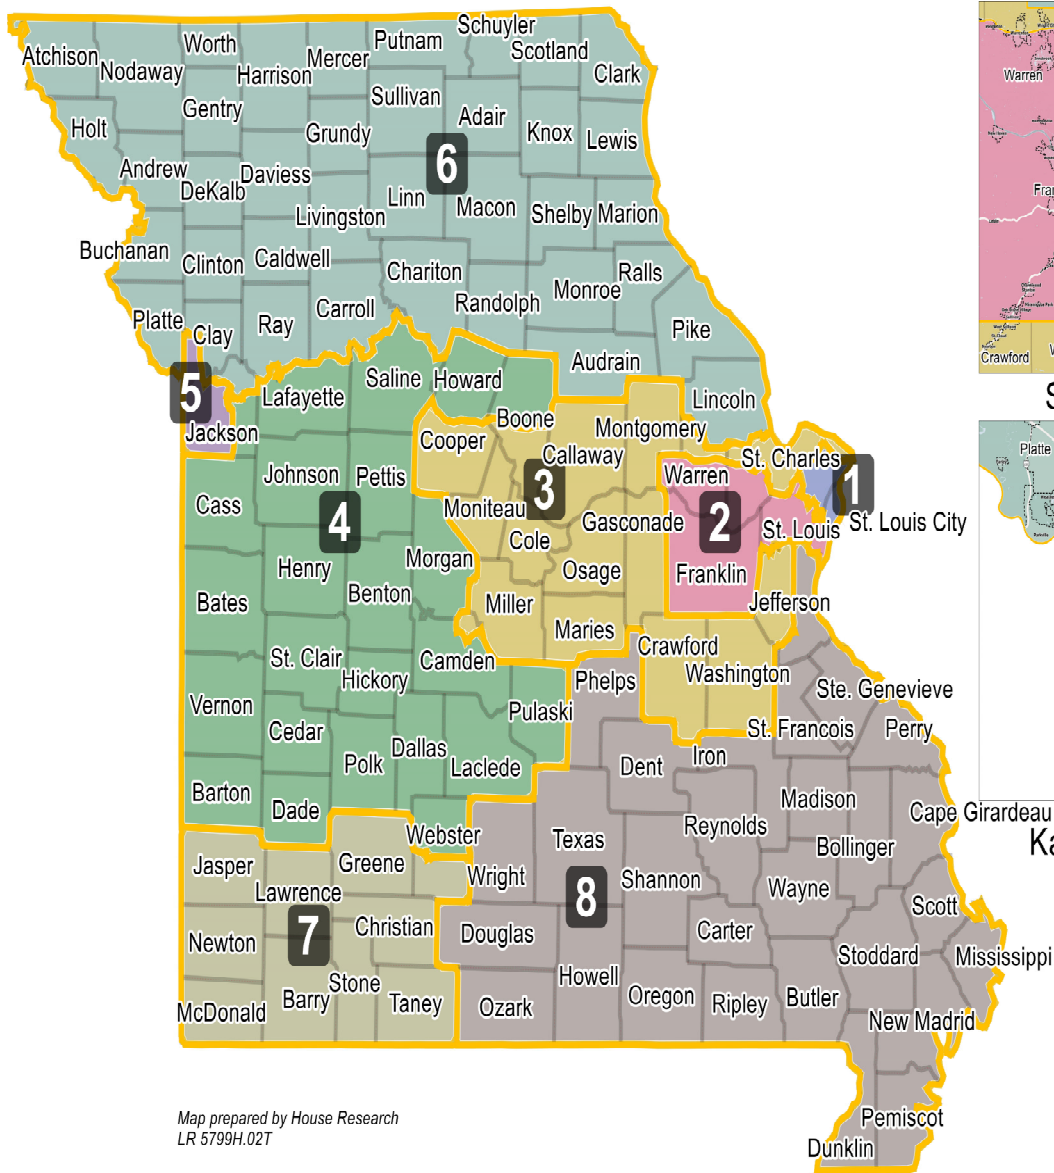 Schuyler
Worth
Putnam
Atchison
Mercer
Scotland
Nodaway
Harrison
Clark
Gentry
Sullivan
Holt
Adair
Grundy
Knox
Lewis
6
Andrew
DeKalb
Daviess
Linn
Macon
Livingston
Shelby
Marion
Buchanan
Clinton
Caldwell
Chariton
Ralls
Monroe
Randolph
Carroll
Platte
Clay
Ray
Pike
Audrain
5
Lafayette
Saline
Howard
Lincoln
Jackson
Boone
Cooper
Montgomery
Callaway
St. Charles
Johnson
Pettis
Warren
1
3
Cass
4
Moniteau
Gasconade
2
St. Louis
St. Louis City
Cole
Morgan
Henry
Osage
Franklin
Bates
Benton
Miller
Jefferson
Maries
St. Clair
Hickory
Camden
Crawford
Washington
Phelps
Ste. Genevieve
Vernon
Pulaski
Cedar
St. Francois
Perry
Polk
Dallas
Laclede
Dent
Iron
Barton
Dade
Madison
Cape Girardeau
Webster
Texas
Reynolds
Bollinger
Jasper
Greene
Wright
Shannon
Wayne
Lawrence
8
Scott
7
Christian
Newton
Douglas
Carter
Stoddard
Mississippi
Stone
Howell
Barry
Taney
Ozark
Oregon
Ripley
Butler
McDonald
New Madrid
Pemiscot
Dunklin
Map prepared by House Research
LR 5799H.02T
Warren
Fra
Crawford
W
S
Platte
Ka